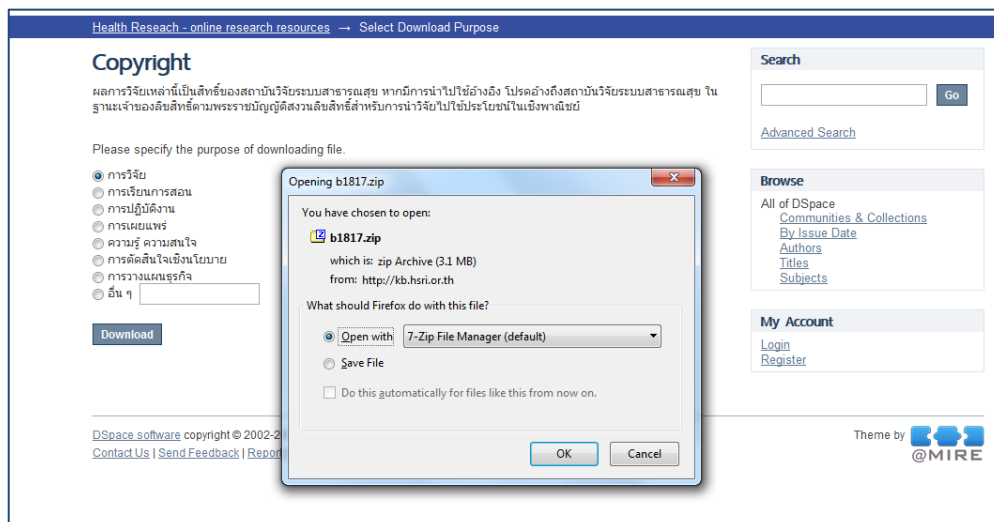 Health Reseach - online research resources → Select Download Purpose
Copyright
ผลการวิจัยเหล่านี้เป็นสิทธิ์ของสถาบันวิจัยระบบสาธารณสุข หากมีการนำไปใช้อ้างอิง โปรดอ้างถึงสถาบันวิจัยระบบสาธารณสุข ใน
ฐานะเจ้าของลิขสิทธิ์ตามพระราชบัญญัติสงวนลิขสิทธิ์สำหรับการนำวิจัยไปใช้ประโยชน์ในเชิงพาณิชย์
Please specify the purpose of downloading file.
การวิจัย
การเรียนการสอน
การปฏิบัติงาน
การเผยแพร่
ความรู้ ความสนใจ
การตัดสินใจเชิงนโยบาย
การวางแผนธุรกิจ
อื่น ๆ
Download
Opening b1817.zip
You have chosen to open:
b1817.zip
which is: zip Archive (3.1 MB)
from: http://kb.hsri.or.th
What should Firefox do with this file?
Open with 7-Zip File Manager (default)
Save File
Do this automatically for files like this from now on.
OK Cancel
Search
Go
Advanced Search
Browse
All of DSpace
Communities & Collections
By Issue Date
Authors
Titles
Subjects
My Account
Login
Register
DSpace software copyright © 2002-2
Contact Us | Send Feedback | Repor
Theme by
@MIRE